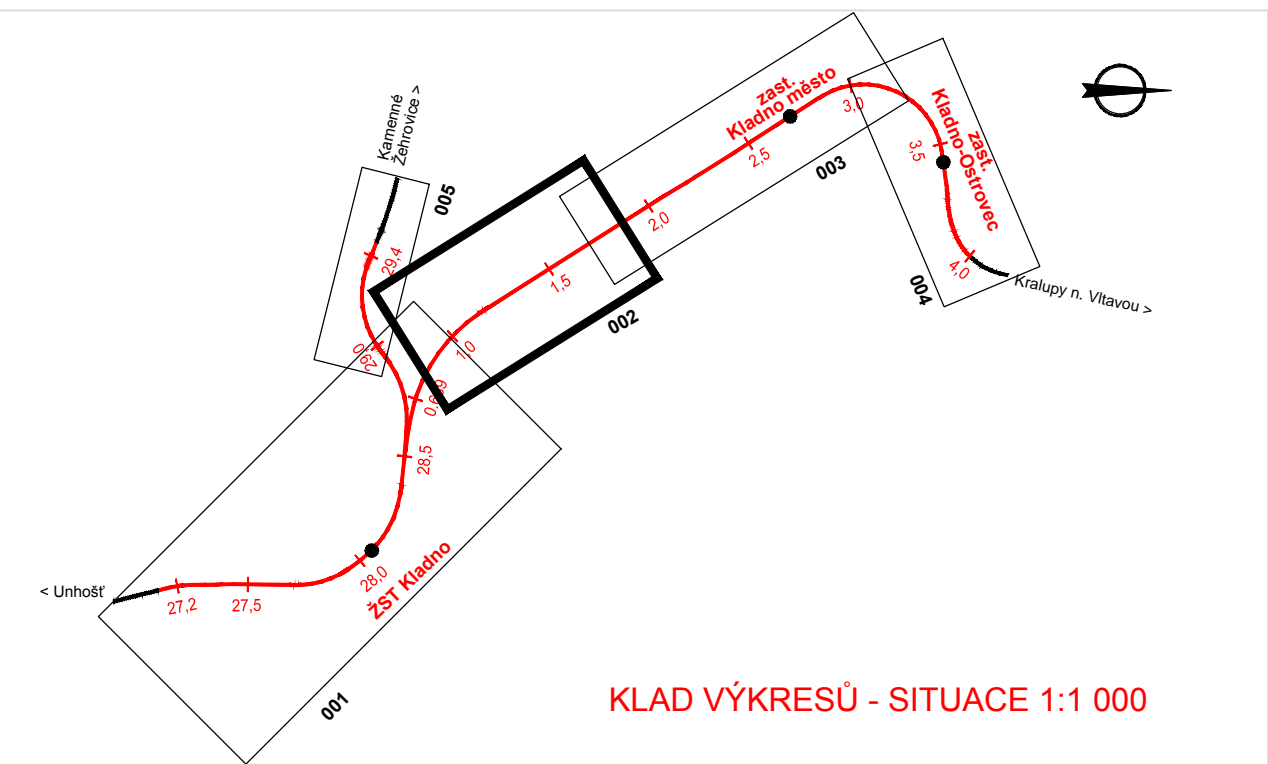 Kamenné
Žehrovice >
005
29,4
29,0
zast.
Kladno město
2,5
3,0
003
2,0
1,5
002
1,0
zast.
Kladno-Ostrovec
3,5
4,0
004
Kralupy n. Vltavou >
28,5
28,0
ŽST Kladno
< Unhošť
27,2
27,5
001
KLAD VÝKRESŮ - SITUACE 1:1 000